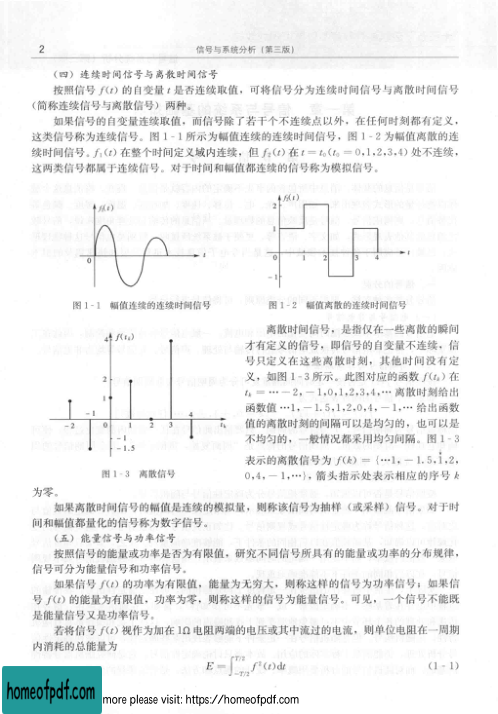 2
信号与系统分析(第三版)
(四) 连续时间信号与离散时间信号
按照信号 f(t) 的自变量 t 是否连续取值，可将信号分为连续时间信号与离散时间信号
(简称连续信号与离散信号) 两种。
如果信号的自变量连续取值，而信号除了若干个不连续点以外，在任何时刻都有定义，
这类信号称为连续信号。图 1-1 所示为幅值连续的连续时间信号，图 1-2 为幅值离散的连
续时间信号。f₁(t) 在整个时间定义域内连续，但 f₂(t) 在 t = t₀(t₀ = 0,1,2,3,4) 处不连续，
这两类信号都属于连续信号。对于时间和幅值都连续的信号称为模拟信号。
f₁(t)
0
t
图 1-1 幅值连续的连续时间信号
f₂(t)
2
1
0 1 2 3 4
t
-1
图 1-2 幅值离散的连续时间信号
离散时间信号，是指仅在一些离散的瞬间
才有定义的信号，即信号的自变量不连续，信
号只定义在这些离散时刻，其他时间没有定
义，如图 1-3 所示。此图对应的函数 f(tₖ) 在
tₖ = … -2, -1,0,1,2,3,4,… 离散时刻给出
函数值 …1, -1.5,1,2,0,4, -1,… 给出函数
值的离散时刻的间隔可以是均匀的，也可以是
不均匀的，一般情况都采用均匀间隔。图 1-3
表示的离散信号为 f(k) = {…1, -1.5,1,2,
0,4, -1,…}，箭头指示处表示相应的序号 k
4 f(tₖ)
2
1
-2 -1 0 1 2 3 4 tₖ
-1
-1.5
图 1-3 离散信号
为零。
如果离散时间信号的幅值是连续的模拟量，则称该信号为抽样 (或采样) 信号。对于时
间和幅值都量化的信号称为数字信号。
(五) 能量信号与功率信号
按照信号的能量或功率是否为有限值，研究不同信号所具有的能量或功率的分布规律，
信号可分为能量信号和功率信号。
如果信号 f(t) 的功率为有限值，能量为无穷大，则称这样的信号为功率信号；如果信
号 f(t) 的能量为有限值，功率为零，则称这样的信号为能量信号。可见，一个信号不能既
是能量信号又是功率信号。
若将信号 f(t) 视作为加在 1Ω 电阻两端的电压或其中流过的电流，则单位电阻在一周期
内消耗的总能量为
E = ∫_{-T/2}^{T/2} f²(t)dt (1-1)
homeofpdf.com
more please visit: https://homeofpdf.com